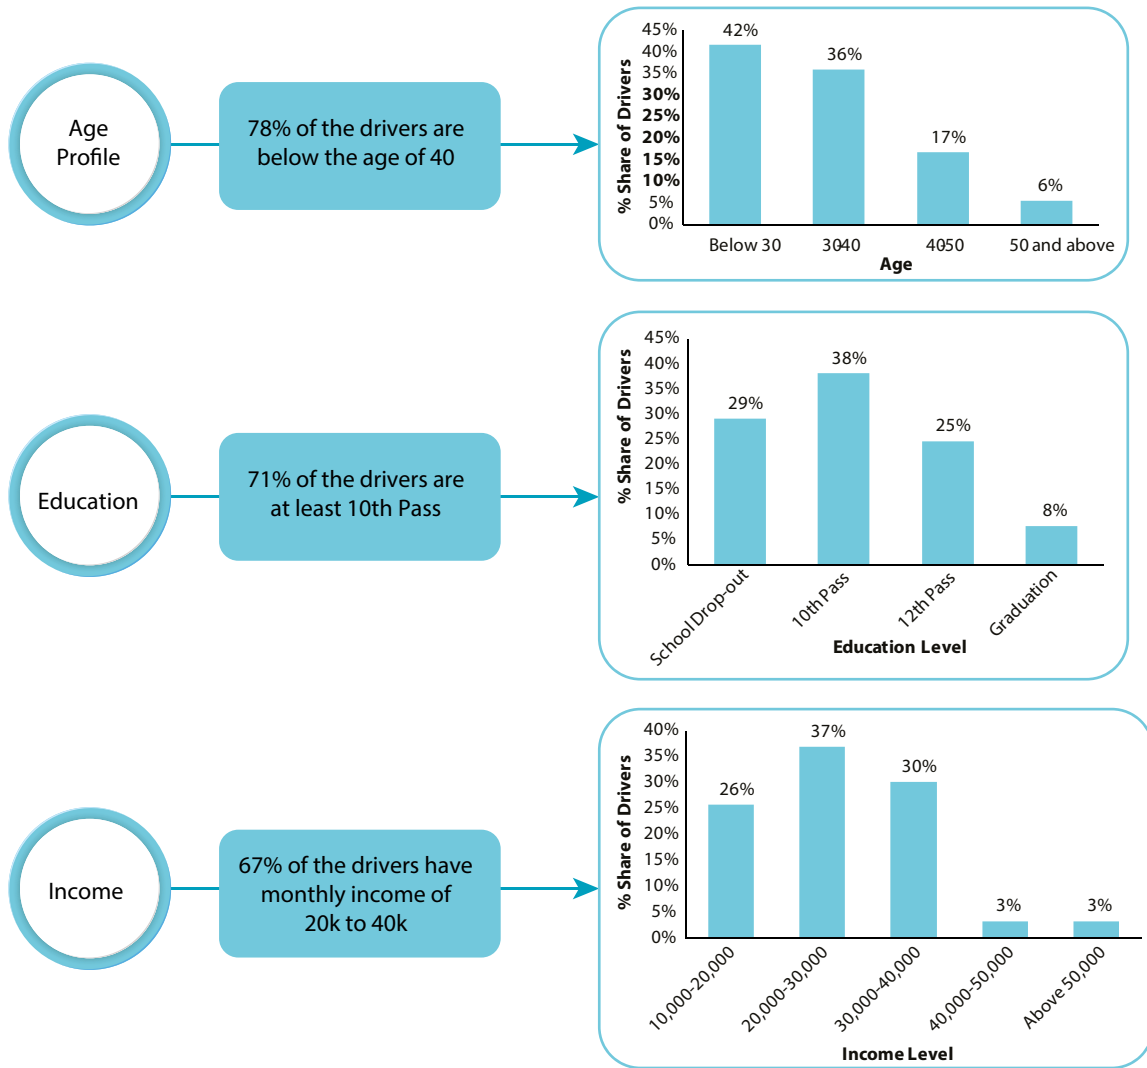 Age
Profile
78% of the drivers are
below the age of 40
% Share of Drivers
45%
40%
35%
30%
25%
20%
15%
10%
5%
0%
42%
36%
17%
6%
Below 30
3040
4050
50 and above
Age
Education
71% of the drivers are
at least 10th Pass
% Share of Drivers
45%
40%
35%
30%
25%
20%
15%
10%
5%
0%
29%
38%
25%
8%
School Drop-out
10th Pass
12th Pass
Graduation
Education Level
Income
67% of the drivers have
monthly income of
20k to 40k
% Share of Drivers
40%
35%
30%
25%
20%
15%
10%
5%
0%
26%
37%
30%
3%
3%
10,000-20,000
20,000-30,000
30,000-40,000
40,000-50,000
Above 50,000
Income Level